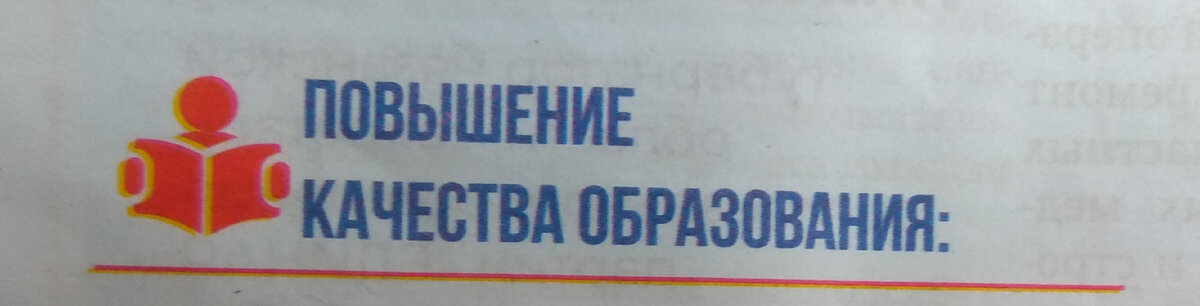 ПОВЫШЕНИЕ
КАЧЕСТВА ОБРАЗОВАНИЯ: